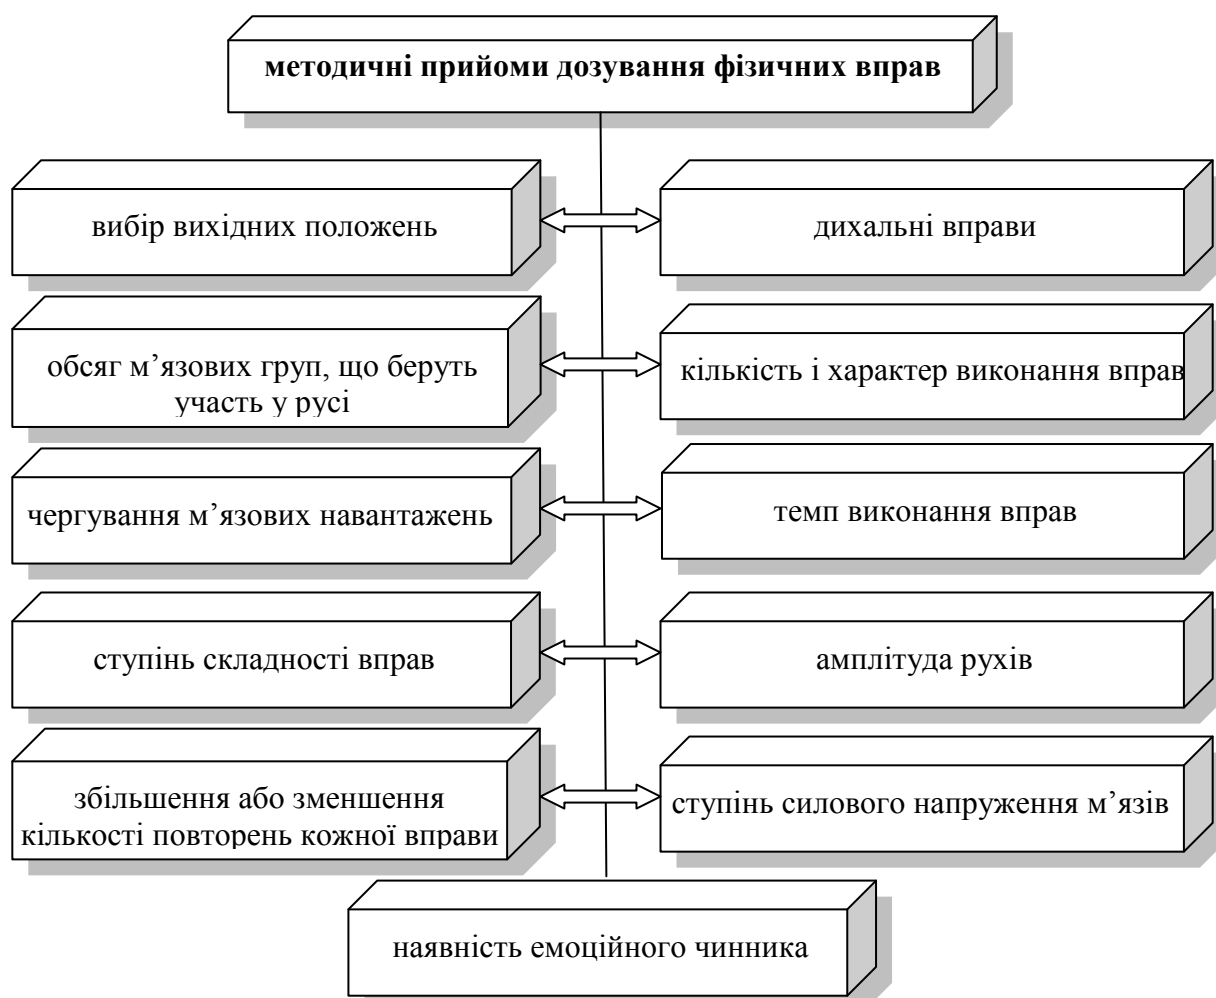 методичні прийоми дозування фізичних вправ
вибір вихідних положень
дихальні вправи
обсяг м’язових груп, що беруть
участь у русі
кількість і характер виконання вправ
чергування м’язових навантажень
темп виконання вправ
ступінь складності вправ
амплітуда рухів
збільшення або зменшення
кількості повторень кожної вправи
ступінь силового напруження м’язів
наявність емоційного чинника